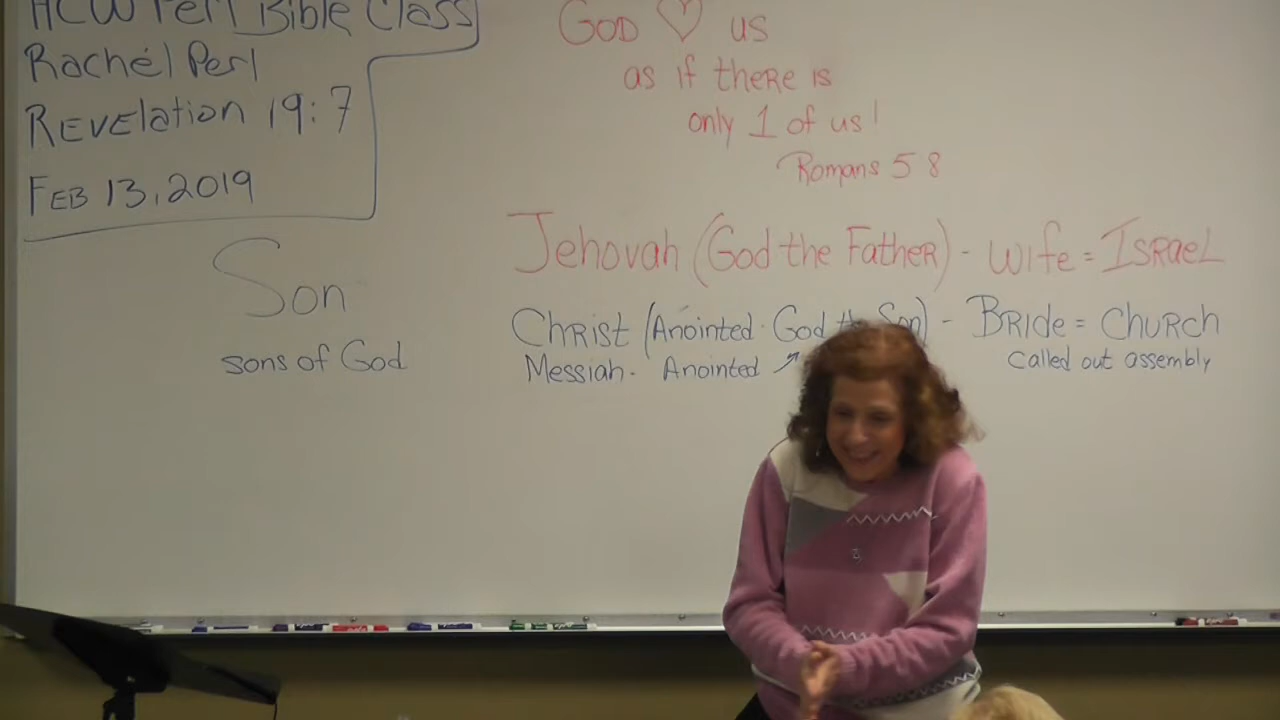 HCW Perl Bible Class
Rachel Perl
Revelation 19:7
Feb 13, 2019
God ♡ us
as if there is
only 1 of us!
Romans 5 8
Son
sons of God
Jehovah (God the Father) - Wife = Israel
Christ (Anointed · God the Son) - Bride = Church
Messiah. Anointed ↗
called out assembly